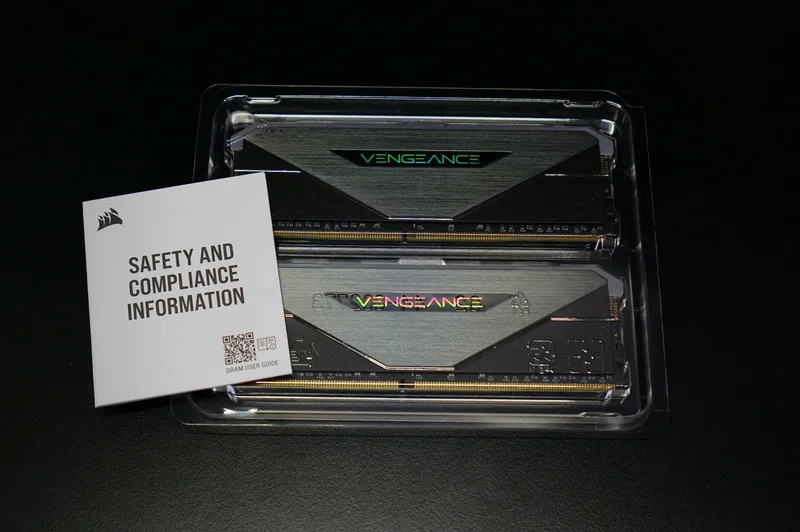 VENGEANCE
VENGEANCE
SAFETY AND
COMPLIANCE
INFORMATION
DRAM USER GUIDE